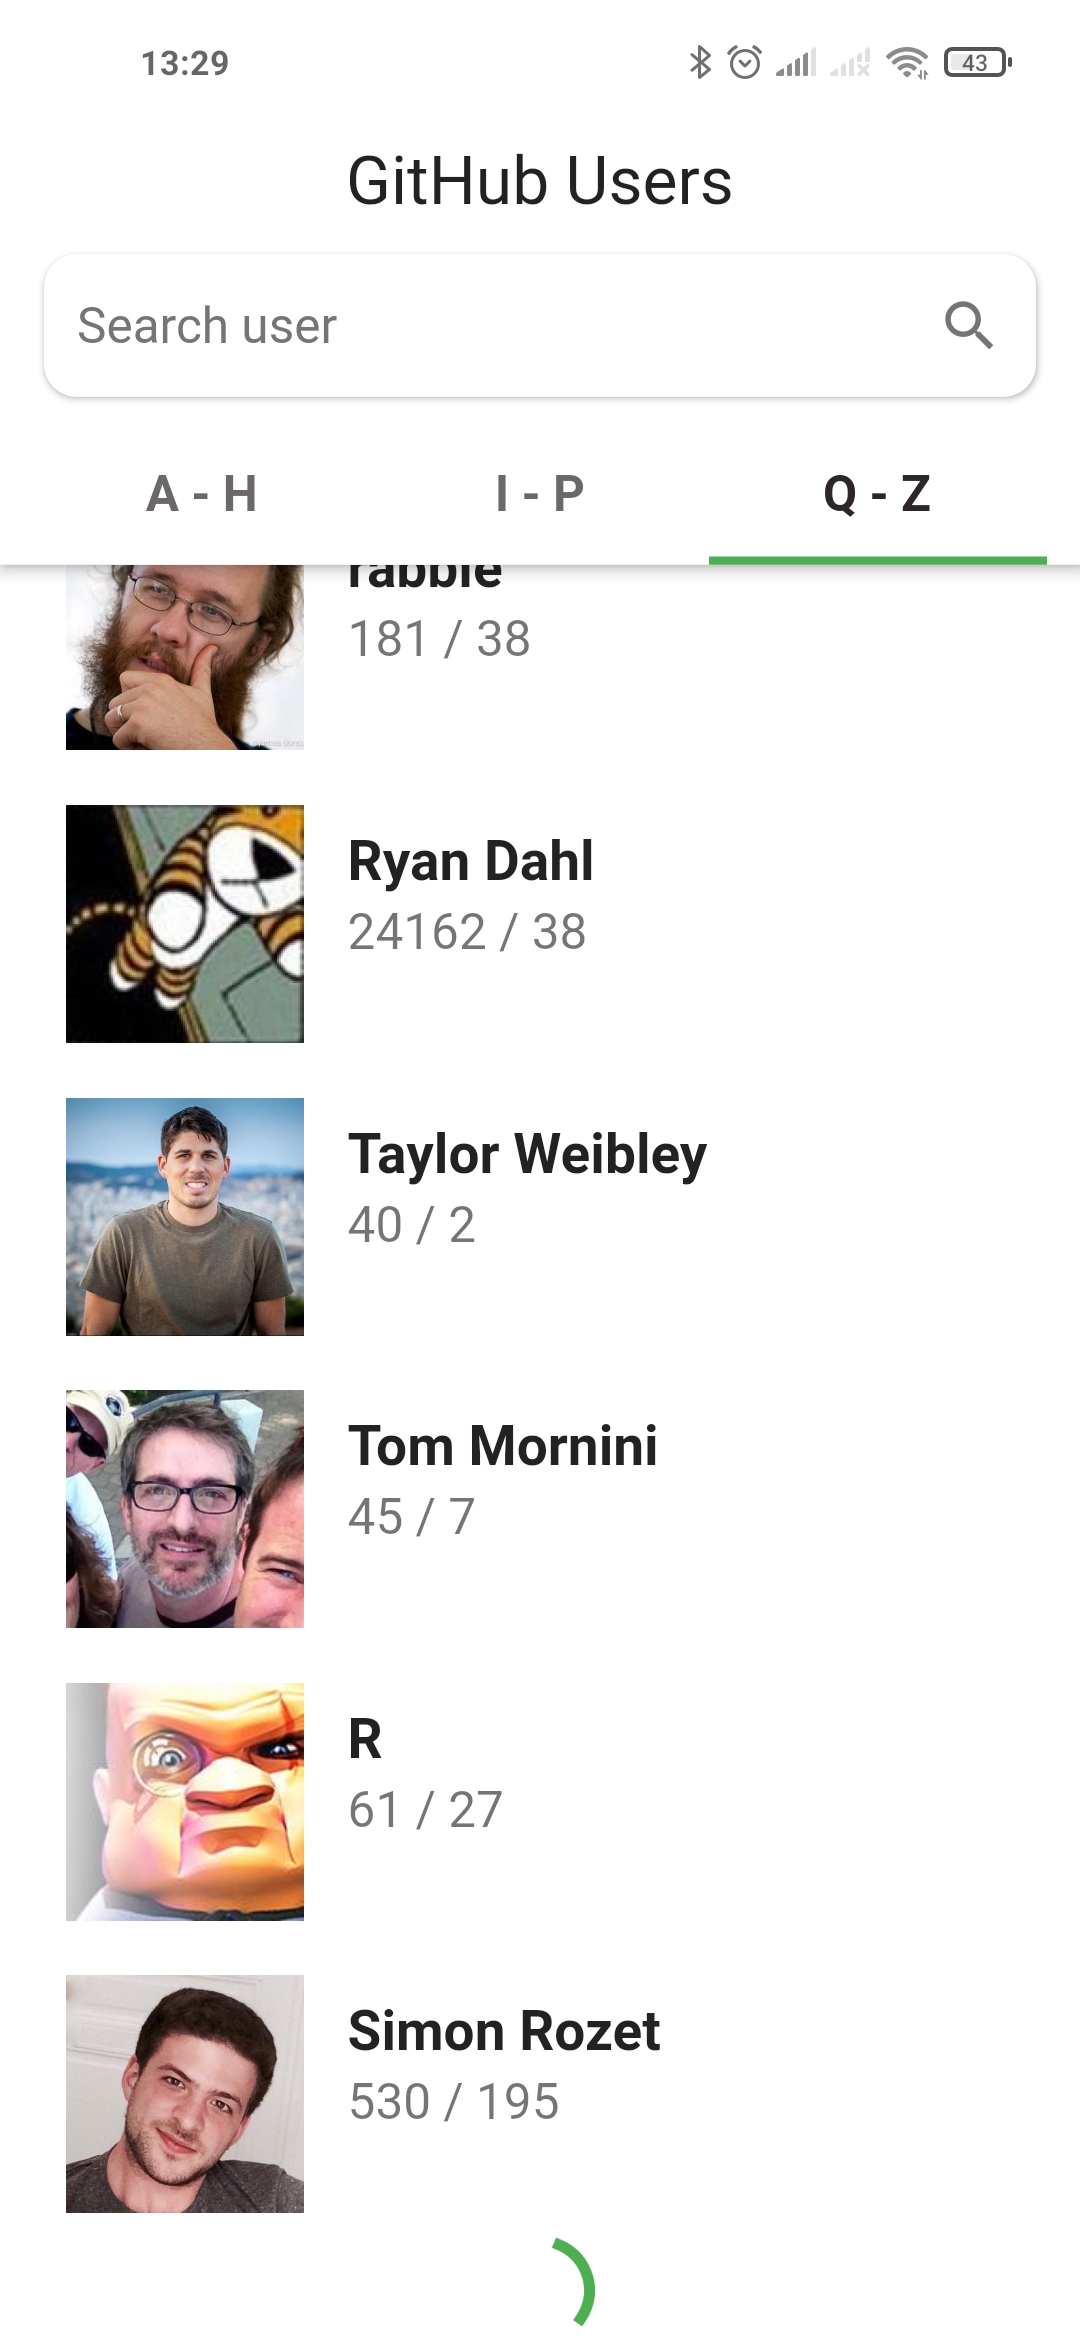 13:29
43
GitHub Users
Search user
A - H
I - P
Q - Z
rabble
181 / 38
Ryan Dahl
24162 / 38
Taylor Weibley
40 / 2
Tom Mornini
45 / 7
R
61 / 27
Simon Rozet
530 / 195